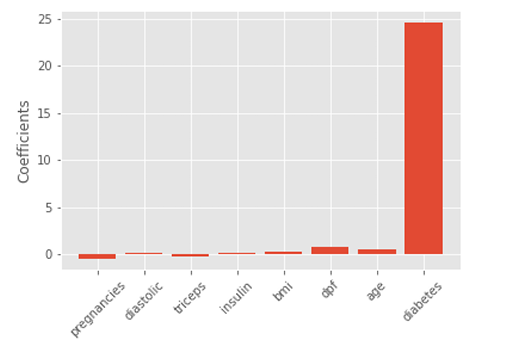 25
20
15
10
5
0
Coefficients
pregnancies
diastolic
triceps
insulin
bmi
dpf
age
diabetes